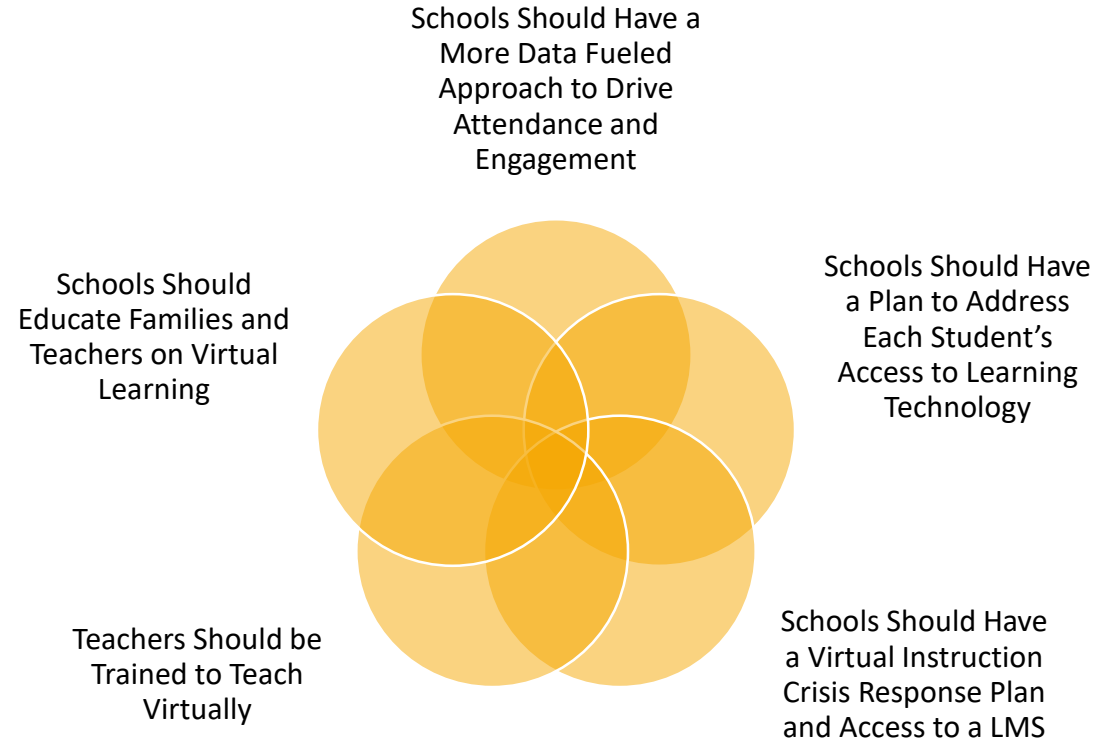 Schools Should Have a
More Data Fueled
Approach to Drive
Attendance and
Engagement
Schools Should Have
a Plan to Address
Each Student’s
Access to Learning
Technology
Schools Should Have
a Virtual Instruction
Crisis Response Plan
and Access to a LMS
Teachers Should be
Trained to Teach
Virtually
Schools Should
Educate Families and
Teachers on Virtual
Learning